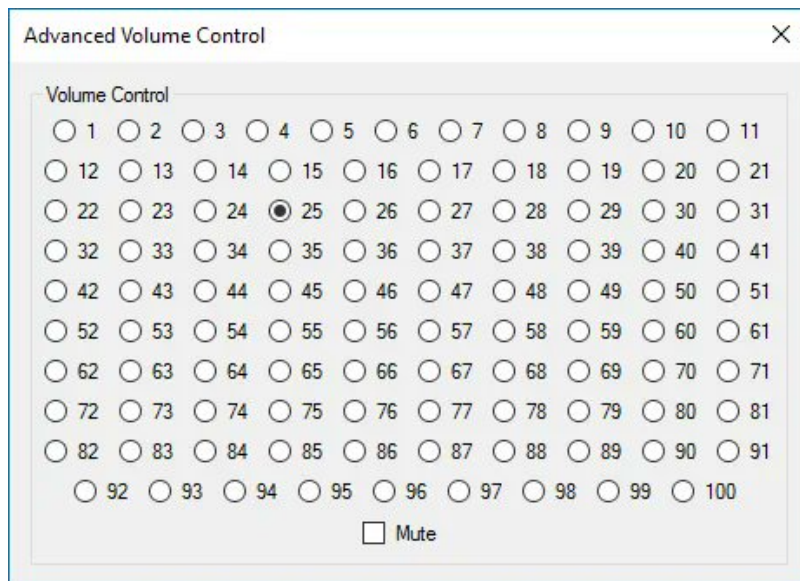 Advanced Volume Control
Volume Control
1 2 3 4 5 6 7 8 9 10 11
12 13 14 15 16 17 18 19 20 21
22 23 24 25 26 27 28 29 30 31
32 33 34 35 36 37 38 39 40 41
42 43 44 45 46 47 48 49 50 51
52 53 54 55 56 57 58 59 60 61
62 63 64 65 66 67 68 69 70 71
72 73 74 75 76 77 78 79 80 81
82 83 84 85 86 87 88 89 90 91
92 93 94 95 96 97 98 99 100
Mute